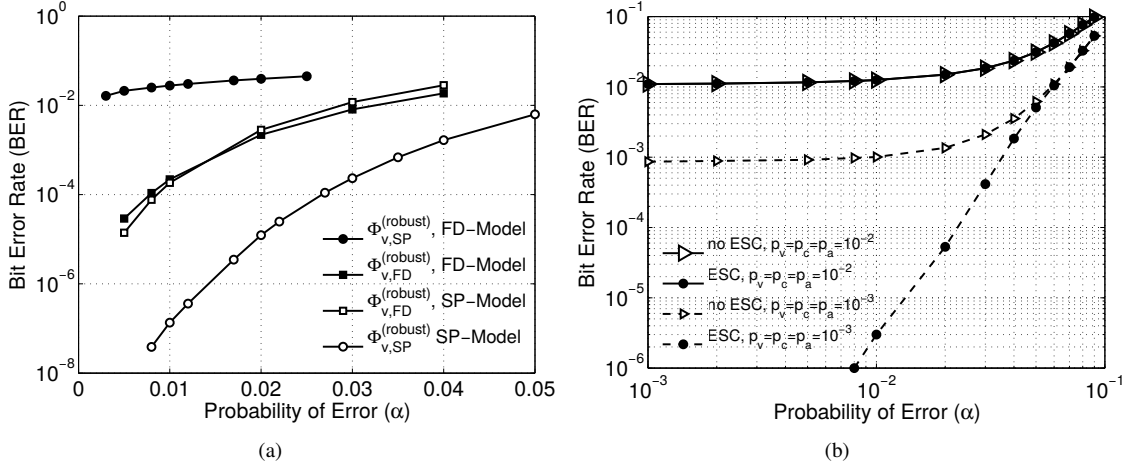 10^0
10^−2
10^−4
10^−6
10^−8
Bit Error Rate (BER)
Φ_{v,SP}^{(robust)}, FD−Model
Φ_{v,FD}^{(robust)}, FD−Model
Φ_{v,FD}^{(robust)}, SP−Model
Φ_{v,SP}^{(robust)} SP−Model
0 0.01 0.02 0.03 0.04 0.05
Probability of Error (α)
(a)
10^−1
10^−2
10^−3
10^−4
10^−5
10^−6
Bit Error Rate (BER)
no ESC, p_v=p_c=p_a=10^−2
ESC, p_v=p_c=p_a=10^−2
no ESC, p_v=p_c=p_a=10^−3
ESC, p_v=p_c=p_a=10^−3
10^−3 10^−2 10^−1
Probability of Error (α)
(b)